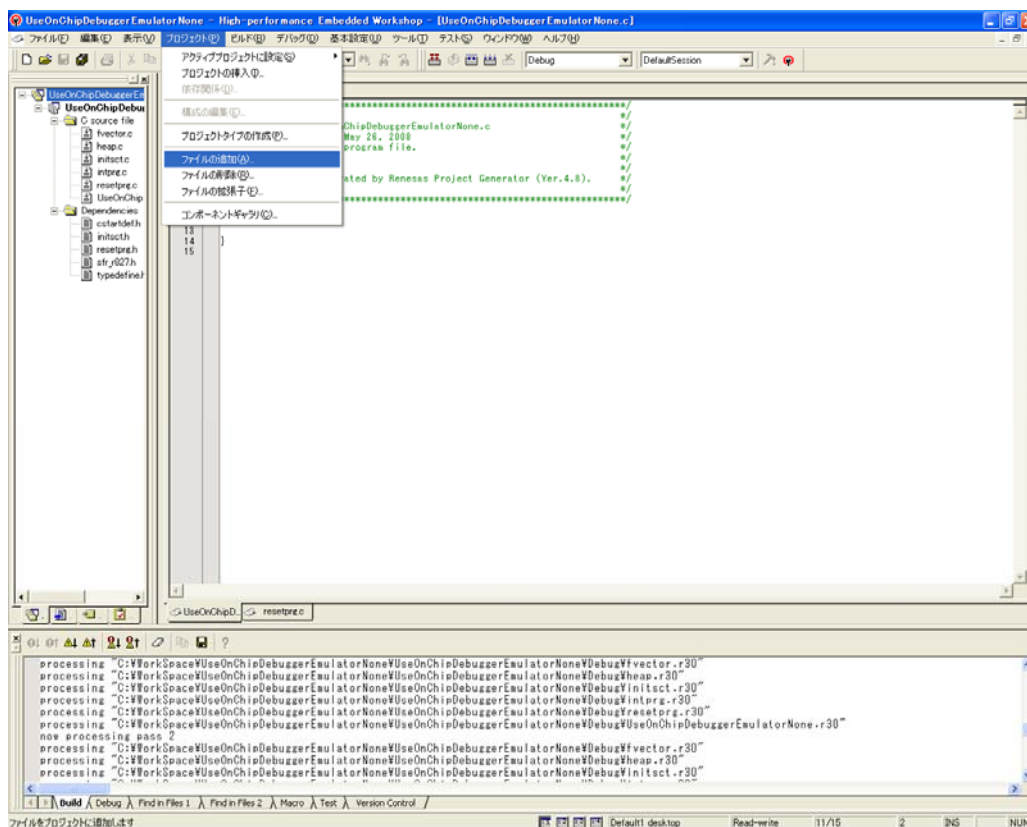 UseOnChipDebuggerEmulatorNone - High-performance Embedded Workshop - [UseOnChipDebuggerEmulatorNone.c]
ファイル(F) 編集(E) 表示(V) プロジェクト(P) ビルド(B) デバッグ(D) 基本設定(U) ツール(T) テスト(S) ウィンドウ(W) ヘルプ(H)
Debug DefaultSession
アクティブプロジェクトに設定(S)
プロジェクトの挿入(I)...
依存関係(D)...
構成の編集(E)...
プロジェクトタイプの作成(P)...
ファイルの追加(A)...
ファイルの削除(R)...
ファイルの拡張子(F)...
コンポーネントギャラリ(C)...
UseOnChipDebuggerEm
UseOnChipDebu
C source file
fvector.c
heap.c
initsct.c
intprg.c
resetprg.c
UseOnChip
Dependencies
cstartdef.h
initsct.h
resetprg.h
sfr_r827.h
typedefine.h
***********************************/
*/
ChipDebuggerEmulatorNone.c */
May 26, 2008 */
program file. */
*/
*/
ated by Renesas Project Generator (Ver.4.8). */
*/
***********************************/
13
14 }
15
UseOnChipD... resetprg.c
processing "C:¥WorkSpace¥UseOnChipDebuggerEmulatorNone¥UseOnChipDebuggerEmulatorNone¥Debug¥fvector.r30"
processing "C:¥WorkSpace¥UseOnChipDebuggerEmulatorNone¥UseOnChipDebuggerEmulatorNone¥Debug¥heap.r30"
processing "C:¥WorkSpace¥UseOnChipDebuggerEmulatorNone¥UseOnChipDebuggerEmulatorNone¥Debug¥initsct.r30"
processing "C:¥WorkSpace¥UseOnChipDebuggerEmulatorNone¥UseOnChipDebuggerEmulatorNone¥Debug¥intprg.r30"
processing "C:¥WorkSpace¥UseOnChipDebuggerEmulatorNone¥UseOnChipDebuggerEmulatorNone¥Debug¥resetprg.r30"
processing "C:¥WorkSpace¥UseOnChipDebuggerEmulatorNone¥UseOnChipDebuggerEmulatorNone¥Debug¥UseOnChipDebuggerEmulatorNone.r30"
now processing pass 2
processing "C:¥WorkSpace¥UseOnChipDebuggerEmulatorNone¥UseOnChipDebuggerEmulatorNone¥Debug¥fvector.r30"
processing "C:¥WorkSpace¥UseOnChipDebuggerEmulatorNone¥UseOnChipDebuggerEmulatorNone¥Debug¥heap.r30"
processing "C:¥WorkSpace¥UseOnChipDebuggerEmulatorNone¥UseOnChipDebuggerEmulatorNone¥Debug¥initsct.r30"
Build Debug Find in Files 1 Find in Files 2 Macro Test Version Control
ファイルをプロジェクトに追加します Default1 desktop Read-write 11/15 2 INS NUM